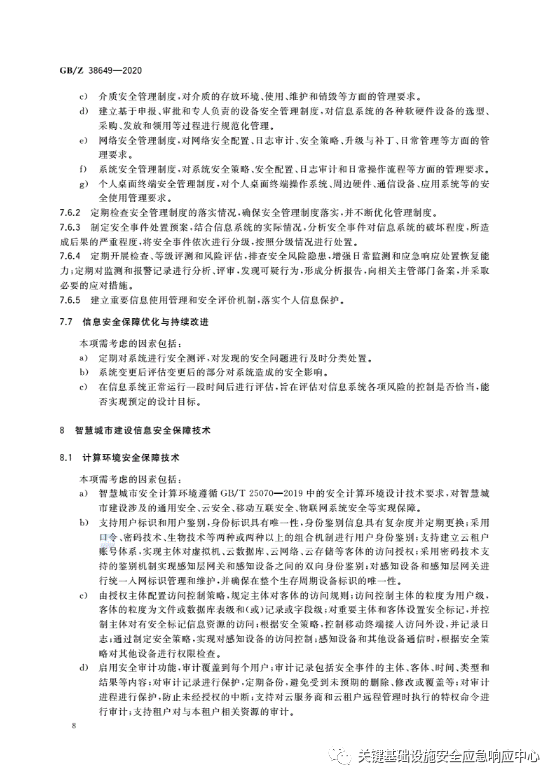 GB/Z 38649—2020
c) 介质安全管理制度,对介质的存放环境、使用、维护和销毁等方面的管理要求。
d) 建立基于申报、审批和专人负责的设备安全管理制度,对信息系统的各种软硬件设备的选型、
采购、发放和领用等过程进行规范化管理。
e) 网络安全管理制度,对网络安全配置、日志审计、安全策略、升级与补丁、日常管理等方面的管
理要求。
f) 系统安全管理制度,对系统安全策略、安全配置、日志审计和日常操作流程等方面的管理要求。
g) 个人桌面终端安全管理制度,对个人桌面终端操作系统、周边硬件、通信设备、应用系统等的安
全使用管理要求。
7.6.2 定期检查安全管理制度的落实情况,确保安全管理制度落实,并不断优化管理制度。
7.6.3 制定安全事件处置预案,结合信息系统的实际情况,分析安全事件对信息系统的破坏程度,所造
成后果的严重程度,将安全事件依次进行分级,按照分级情况进行处置。
7.6.4 定期开展检查、等级评测和风险评估,排查安全风险隐患,增强日常监测和应急响应处置恢复能
力;定期对监测和报警记录进行分析、评审,发现可疑行为,形成分析报告,向相关主管部门备案,并采取
必要的应对措施。
7.6.5 建立重要信息使用管理和安全评价机制,落实个人信息保护。
7.7 信息安全保障优化与持续改进
本项需考虑的因素包括:
a) 定期对系统进行安全测评,对发现的安全问题进行及时分类处置。
b) 系统变更后评估变更后的部分对系统造成的安全影响。
c) 在信息系统正常运行一段时间后进行评估,旨在评估对信息系统各项风险的控制是否恰当,能
否实现预定的设计目标。
8 智慧城市建设信息安全保障技术
8.1 计算环境安全保障技术
本项需考虑的因素包括:
a) 智慧城市安全计算环境遵循 GB/T 25070—2019 中的安全计算环境设计技术要求,对智慧城
市建设涉及的通用安全、云安全、移动互联安全、物联网系统安全等实现保障。
b) 支持用户标识和用户鉴别,身份标识具有唯一性,身份鉴别信息具有复杂度并定期更换;采用
口令、密码技术、生物技术等两种或两种以上的组合机制进行用户身份鉴别;支持建立云租户
账号体系,实现主体对虚拟机、云数据库、云网络、云存储等客体的访问授权;采用密码技术支
持的鉴别机制实现感知层网关和感知设备之间的双向身份鉴别;对感知设备和感知层网关进
行统一入网标识管理和维护,并确保在整个生存周期设备标识的唯一性。
c) 由授权主体配置访问控制策略,规定主体对客体的访问规则;访问控制主体的粒度为用户级、
客体的粒度为文件或数据库表级和(或)记录或字段级;对重要主体和客体设置安全标记,并控
制主体对有安全标记信息资源的访问;根据安全策略,控制移动终端接入访问外设,并记录日
志;通过制定安全策略,实现对感知设备的访问控制;感知设备和其他设备通信时,根据安全策
略对其他设备进行权限检查。
d) 启用安全审计功能,审计覆盖到每个用户;审计记录包括安全事件的主体、客体、时间、类型和
结果等内容;对审计记录进行保护,定期备份,避免受到未预期的删除、修改或覆盖等;对审计
进程进行保护,防止未经授权的中断;支持对云服务商和云租户远程管理时执行的特权命令进
行审计;支持租户对与本租户相关资源的审计。
8
关键基础设施安全应急响应中心